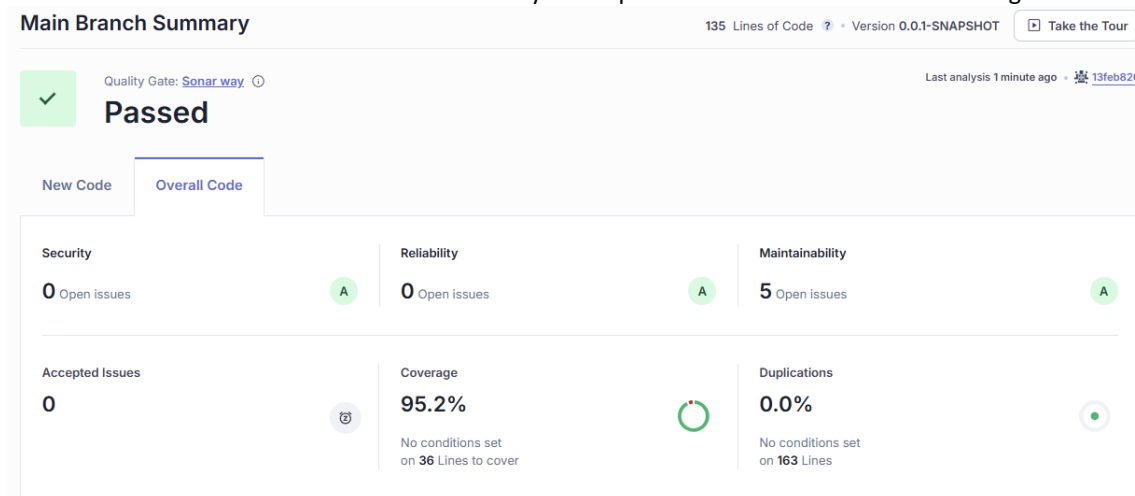 Main Branch Summary
135 Lines of Code ? • Version 0.0.1-SNAPSHOT Take the Tour
Quality Gate: Sonar way
Passed
Last analysis 1 minute ago •
New Code Overall Code
Security
0 Open issues A
Reliability
0 Open issues A
Maintainability
5 Open issues A
Accepted Issues
0
Coverage
95.2%
No conditions set
on 36 Lines to cover
Duplications
0.0%
No conditions set
on 163 Lines